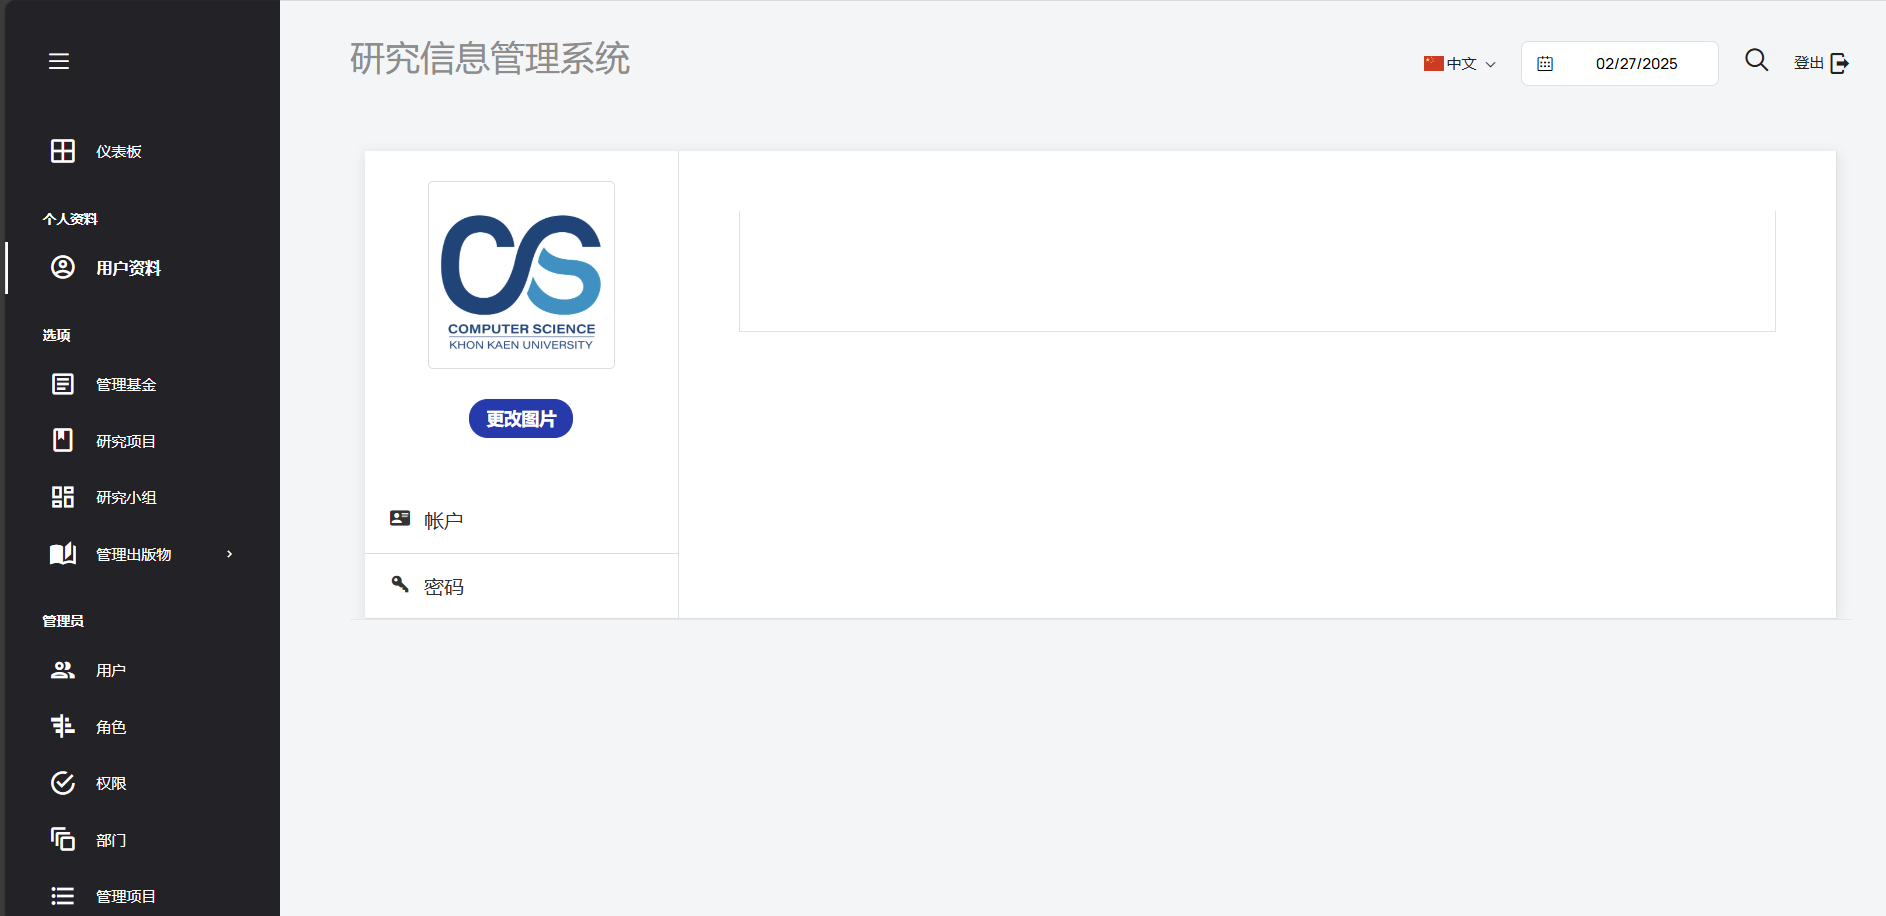 研究信息管理系统
中文
02/27/2025
登出
仪表板
个人资料
用户资料
选项
管理基金
研究项目
研究小组
管理出版物
管理员
用户
角色
权限
部门
管理项目
CS
COMPUTER SCIENCE
KHON KAEN UNIVERSITY
更改图片
帐户
密码